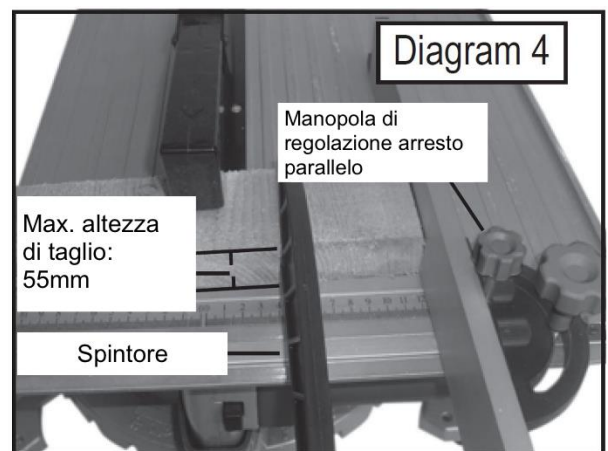 Diagram 4
Manopola di
regolazione arresto
parallelo
Max. altezza
di taglio:
55mm
Spintore